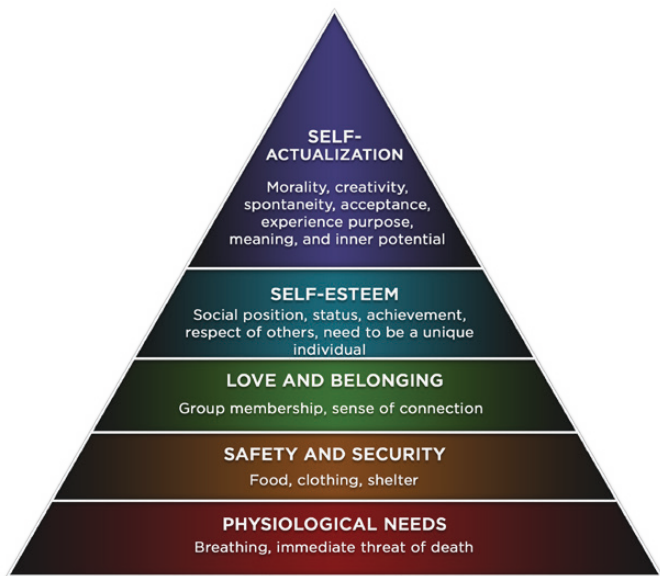 SELF-
ACTUALIZATION
Morality, creativity,
spontaneity, acceptance,
experience purpose,
meaning, and inner potential
SELF-ESTEEM
Social position, status, achievement,
respect of others, need to be a unique
individual
LOVE AND BELONGING
Group membership, sense of connection
SAFETY AND SECURITY
Food, clothing, shelter
PHYSIOLOGICAL NEEDS
Breathing, immediate threat of death